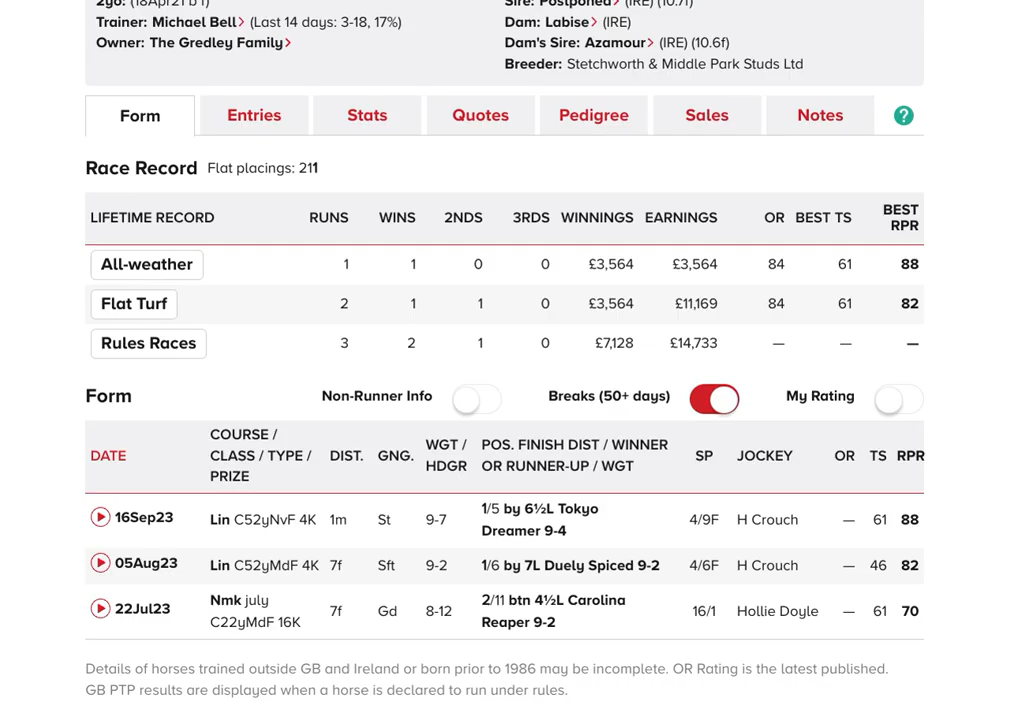 2yo: (18Apr21 b f)
Trainer: Michael Bell (Last 14 days: 3-18, 17%)
Owner: The Gredley Family
Sire: Postponed (IRE) (10.7f)
Dam: Labise (IRE)
Dam's Sire: Azamour (IRE) (10.6f)
Breeder: Stetchworth & Middle Park Studs Ltd
Form Entries Stats Quotes Pedigree Sales Notes ?
Race Record Flat placings: 211
LIFETIME RECORD RUNS WINS 2NDS 3RDS WINNINGS EARNINGS OR BEST TS BEST RPR
All-weather 1 1 0 0 £3,564 £3,564 84 61 88
Flat Turf 2 1 1 0 £3,564 £11,169 84 61 82
Rules Races 3 2 1 0 £7,128 £14,733 — — —
Form Non-Runner Info Breaks (50+ days) My Rating
DATE COURSE / CLASS / TYPE / PRIZE DIST. GNG. WGT / HDGR POS. FINISH DIST / WINNER OR RUNNER-UP / WGT SP JOCKEY OR TS RPR
16Sep23 Lin C52yNvF 4K 1m St 9-7 1/5 by 6½L Tokyo Dreamer 9-4 4/9F H Crouch — 61 88
05Aug23 Lin C52yMdF 4K 7f Sft 9-2 1/6 by 7L Duely Spiced 9-2 4/6F H Crouch — 46 82
22Jul23 Nmk july C22yMdF 16K 7f Gd 8-12 2/11 btn 4½L Carolina Reaper 9-2 16/1 Hollie Doyle — 61 70
Details of horses trained outside GB and Ireland or born prior to 1986 may be incomplete. OR Rating is the latest published.
GB PTP results are displayed when a horse is declared to run under rules.